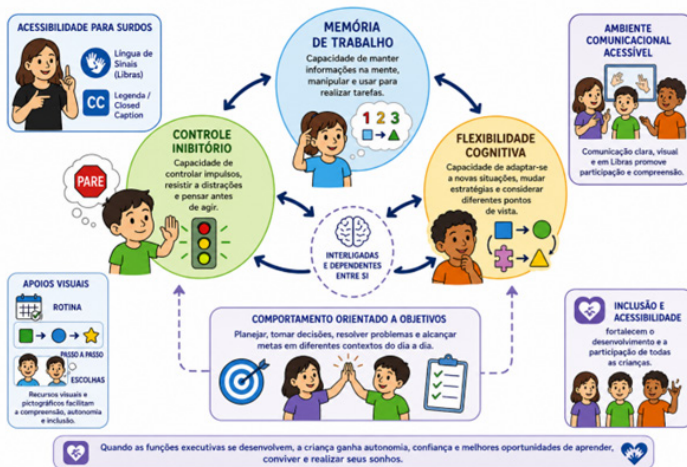 ACESSIBILIDADE PARA SURDOS
Língua de
Sinais
(Libras)
CC
Legenda /
Closed
Caption
MEMÓRIA
DE TRABALHO
Capacidade de manter
informações na mente,
manipular e usar para
realizar tarefas.
1 2 3
AMBIENTE
COMUNICACIONAL
ACESSÍVEL
Comunicação clara, visual
e em Libras promove
participação e compreensão.
CONTROLE
INIBITÓRIO
Capacidade de
controlar impulsos,
resistir a distrações
e pensar antes
de agir.
PARE
FLEXIBILIDADE
COGNITIVA
Capacidade de adaptar-se
a novas situações, mudar
estratégias e considerar
diferentes pontos
de vista.
INTERLIGADAS
E DEPENDENTES
ENTRE SI
APOIOS VISUAIS
ROTINA
PASSO A PASSO
ESCOLHAS
Recursos visuais e
pictográficos facilitam
a compreensão, autonomia
e inclusão.
COMPORTAMENTO ORIENTADO A OBJETIVOS
Planejar, tomar decisões, resolver problemas e alcançar
metas em diferentes contextos do dia a dia.
INCLUSÃO E
ACESSIBILIDADE
fortalecem o
desenvolvimento e a
participação de todas
as crianças.
Quando as funções executivas se desenvolvem, a criança ganha autonomia, confiança e melhores oportunidades de aprender,
conviver e realizar seus sonhos.